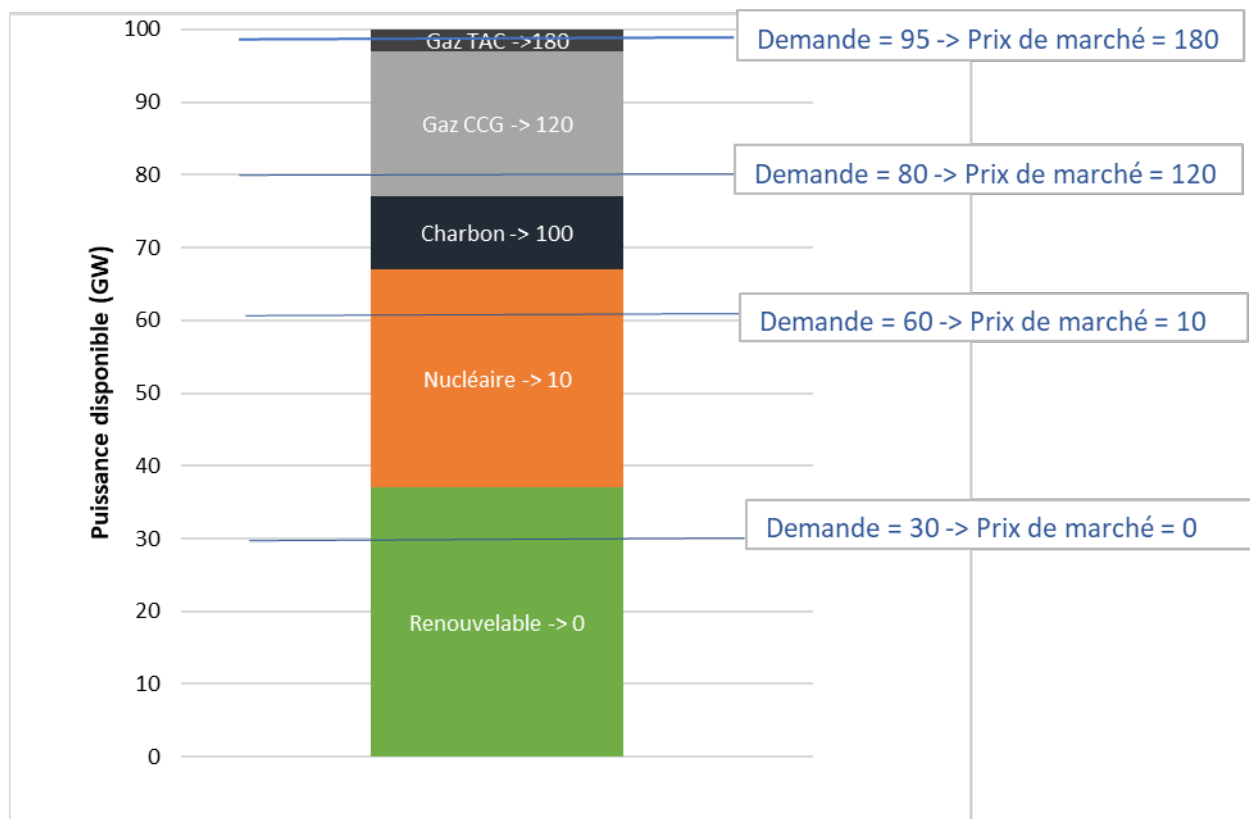 100
90
80
70
60
50
40
30
20
10
0
Puissance disponible (GW)
Gaz TAC ->180
Gaz CCG -> 120
Charbon -> 100
Nucléaire -> 10
Renouvelable -> 0
Demande = 95 -> Prix de marché = 180
Demande = 80 -> Prix de marché = 120
Demande = 60 -> Prix de marché = 10
Demande = 30 -> Prix de marché = 0